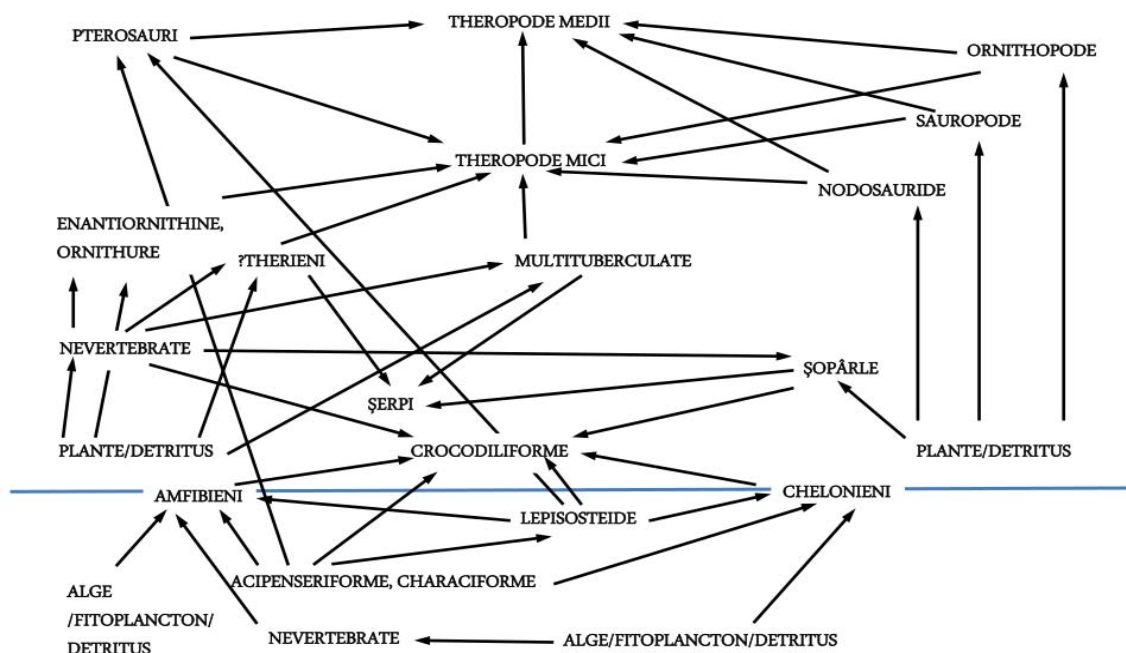 THEROPODE MEDII
PTEROSAURI
ORNITHOPODE
SAUROPODE
THEROPODE MICI
NODOSAURIDE
ENANTIORNITHINE,
ORNITHURE
?THERIENI
MULTITUBERCULATE
NEVERTEBRATE
ŞOPÂRLE
ŞERPI
PLANTE/DETRITUS
CROCODILIFORME
PLANTE/DETRITUS
AMFIBIENI
CHELONIENI
LEPISOSTEIDE
ACIPENSERIFORME, CHARACIFORME
ALGE
/FITOPLANCTON/
DETRITUS
NEVERTEBRATE
ALGE/FITOPLANCTON/DETRITUS